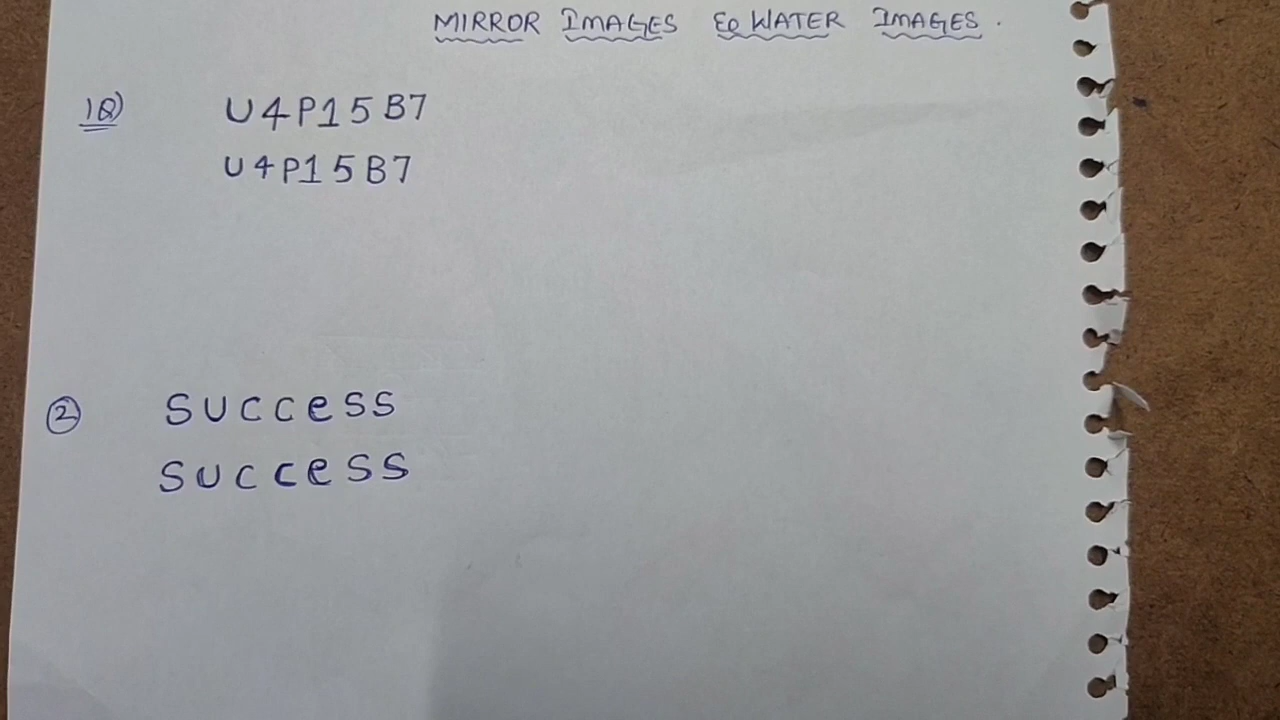 MIRROR IMAGES & WATER IMAGES.
1Q) U4P15B7
U4P15B7
2 success
success